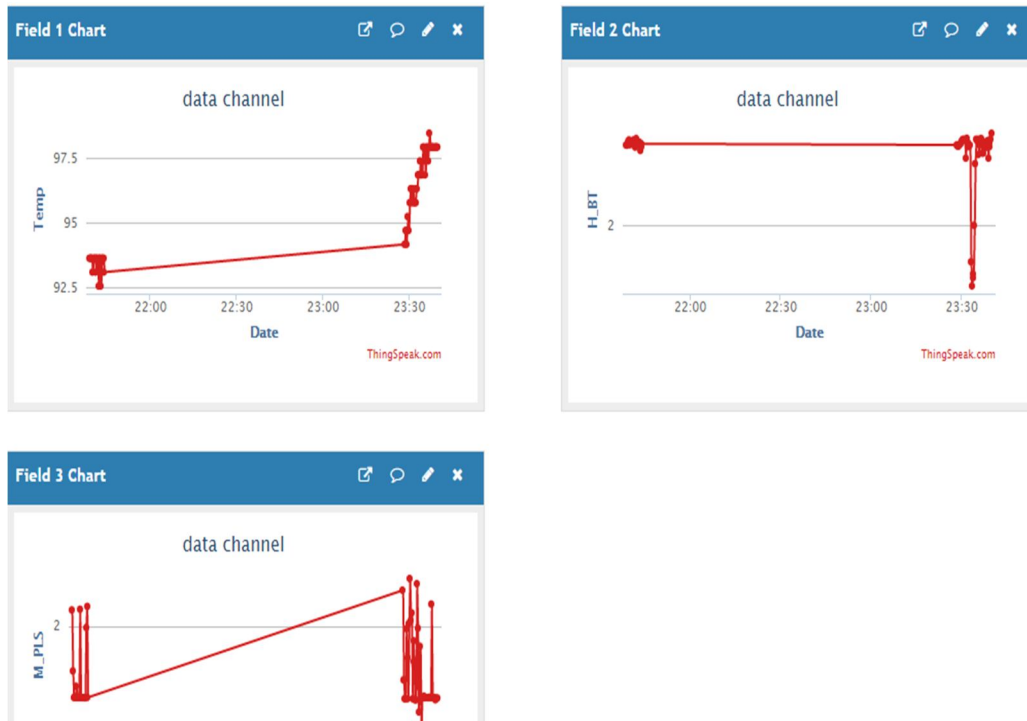 Field 1 Chart
data channel
97.5
95
92.5
Temp
22:00 22:30 23:00 23:30
Date
ThingSpeak.com
Field 2 Chart
data channel
2
H_BT
22:00 22:30 23:00 23:30
Date
ThingSpeak.com
Field 3 Chart
data channel
2
M_PLS